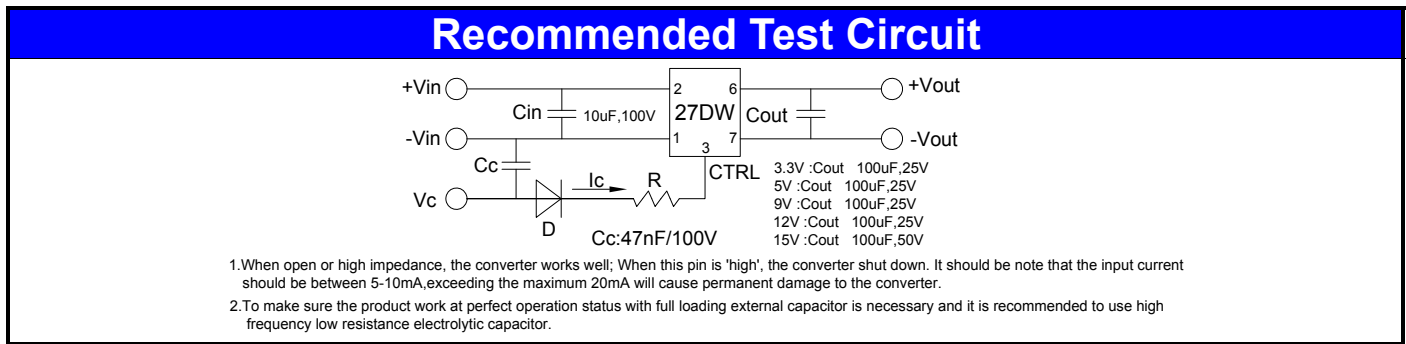 Recommended Test Circuit
+Vin
2
6
+Vout
Cin
10uF,100V
27DW
Cout
-Vin
1
7
-Vout
3
Cc
CTRL
Ic
R
Vc
D
Cc:47nF/100V
3.3V :Cout 100uF,25V
5V :Cout 100uF,25V
9V :Cout 100uF,25V
12V :Cout 100uF,25V
15V :Cout 100uF,50V
1.When open or high impedance, the converter works well; When this pin is 'high', the converter shut down. It should be note that the input current
should be between 5-10mA,exceeding the maximum 20mA will cause permanent damage to the converter.
2.To make sure the product work at perfect operation status with full loading external capacitor is necessary and it is recommended to use high
frequency low resistance electrolytic capacitor.